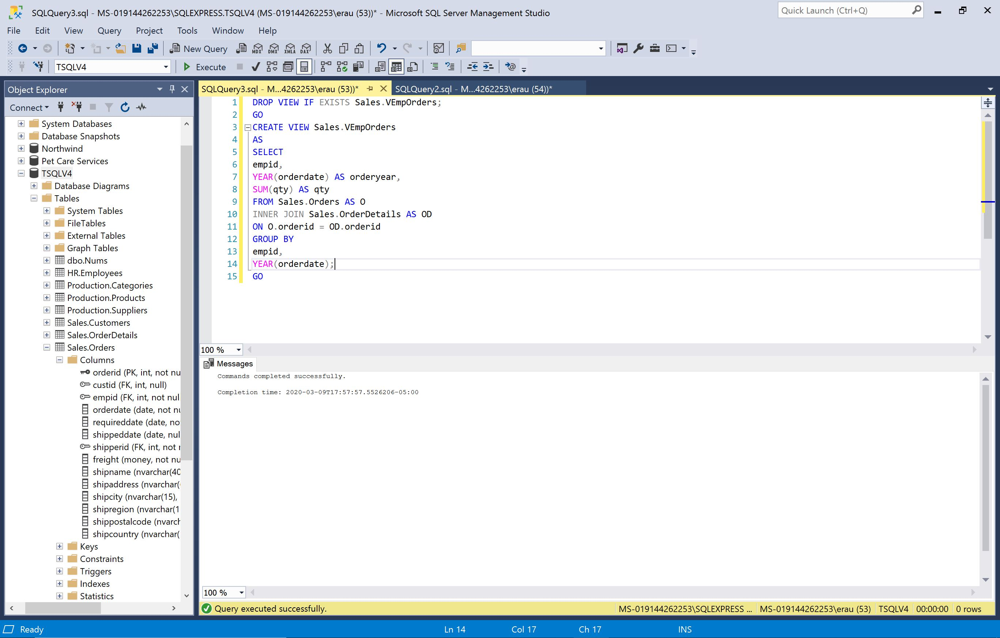 SQLQuery3.sql - MS-019144262253\SQLEXPRESS.TSQLV4 (MS-019144262253\erau (53))* - Microsoft SQL Server Management Studio
Quick Launch (Ctrl+Q)
File Edit View Query Project Tools Window Help
New Query MDX DMX XMLA DAX
TSQLV4 Execute
Object Explorer
Connect
System Databases
Database Snapshots
Northwind
Pet Care Services
TSQLV4
Database Diagrams
Tables
System Tables
FileTables
External Tables
Graph Tables
dbo.Nums
HR.Employees
Production.Categories
Production.Products
Production.Suppliers
Sales.Customers
Sales.OrderDetails
Sales.Orders
Columns
orderid (PK, int, not nu
custid (FK, int, null)
empid (FK, int, not nul
orderdate (date, not nu
requireddate (date, no
shippeddate (date, nul
shipperid (FK, int, not
freight (money, not nu
shipname (nvarchar(40
shipaddress (nvarchar(
shipcity (nvarchar(15),
shipregion (nvarchar(1
shippostalcode (nvarch
shipcountry (nvarchar(
Keys
Constraints
Triggers
Indexes
Statistics
SQLQuery3.sql - M...4262253\erau (53))* SQLQuery2.sql - M...4262253\erau (54))*
1 DROP VIEW IF EXISTS Sales.VEmpOrders;
2 GO
3 CREATE VIEW Sales.VEmpOrders
4 AS
5 SELECT
6 empid,
7 YEAR(orderdate) AS orderyear,
8 SUM(qty) AS qty
9 FROM Sales.Orders AS O
10 INNER JOIN Sales.OrderDetails AS OD
11 ON O.orderid = OD.orderid
12 GROUP BY
13 empid,
14 YEAR(orderdate);
15 GO
100 %
Messages
Commands completed successfully.
Completion time: 2020-03-09T17:57:57.5526206-05:00
100 %
Query executed successfully. MS-019144262253\SQLEXPRESS ... MS-019144262253\erau (53) TSQLV4 00:00:00 0 rows
Ready Ln 14 Col 17 Ch 17 INS